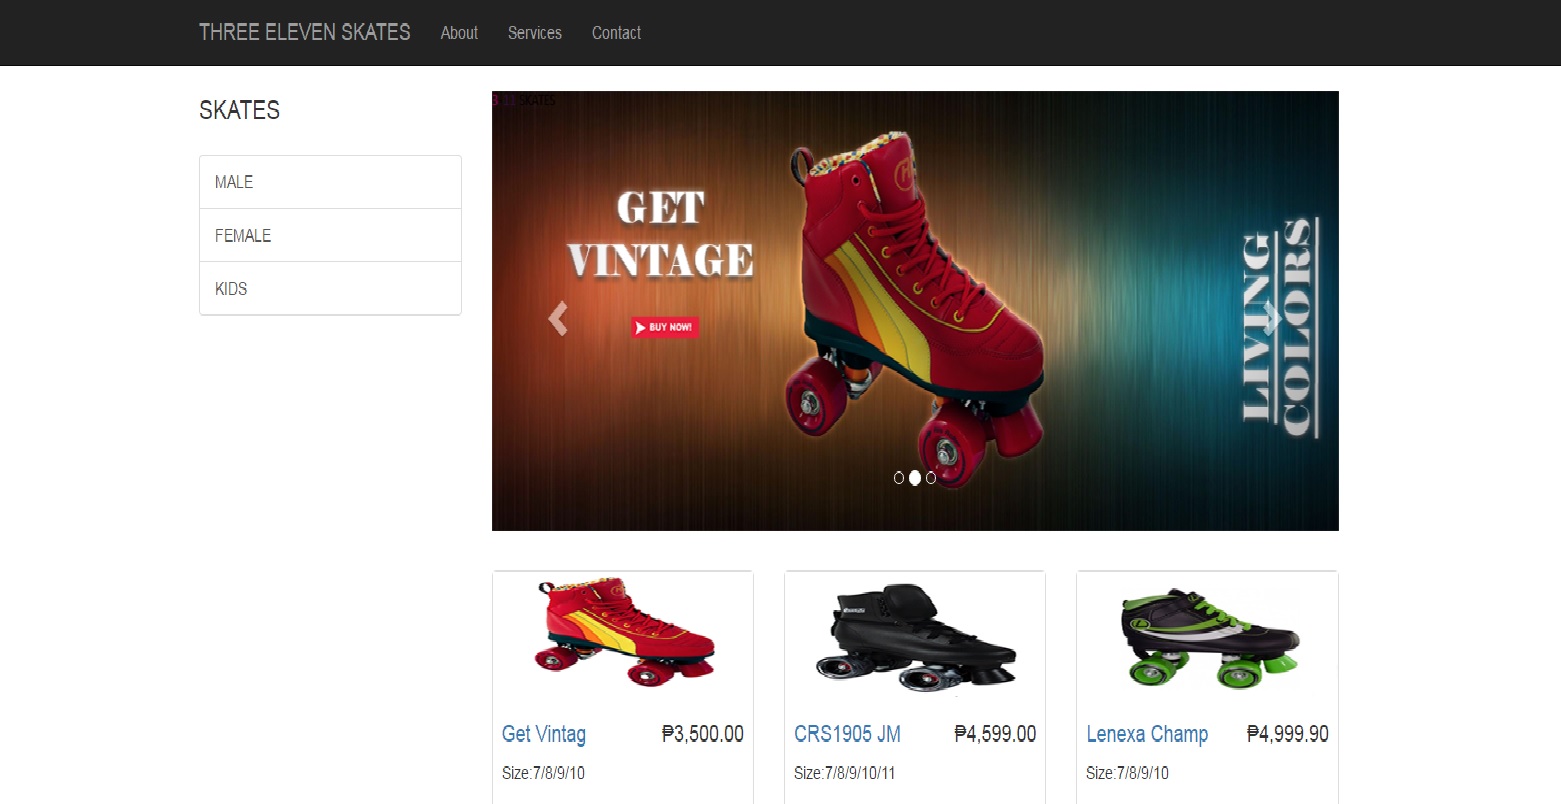 THREE ELEVEN SKATES About Services Contact
SKATES
MALE
FEMALE
KIDS
3 11 SKATES
GET
VINTAGE
BUY NOW!
LIVING
COLORS
Get Vintag ₱3,500.00
Size:7/8/9/10
CRS1905 JM ₱4,599.00
Size:7/8/9/10/11
Lenexa Champ ₱4,999.90
Size:7/8/9/10